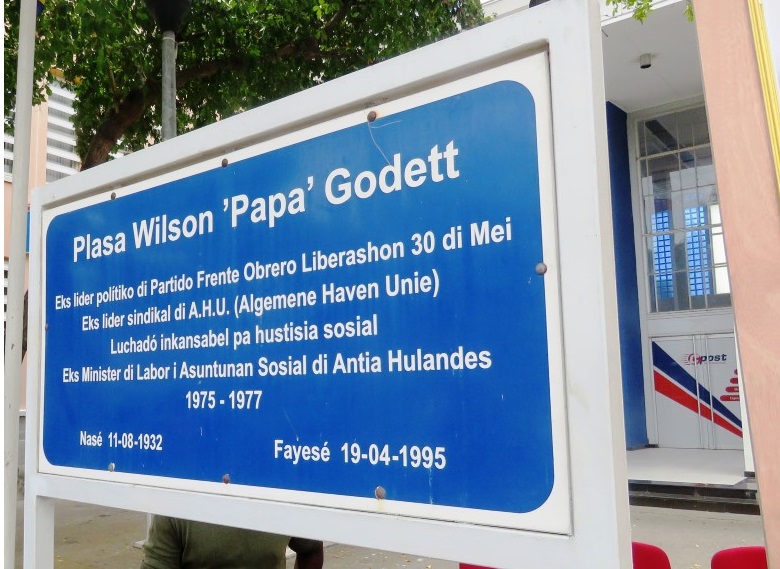 Plasa Wilson 'Papa' Godett
Eks lider polítiko di Partido Frente Obrero Liberashon 30 di Mei
Eks lider sindikal di A.H.U. (Algemene Haven Unie)
Luchadó inkansabel pa hustisia sosial
Eks Minister di Labor i Asuntunan Sosial di Antia Hulandes
1975 - 1977
Nasé 11-08-1932
Fayesé 19-04-1995
Cpost